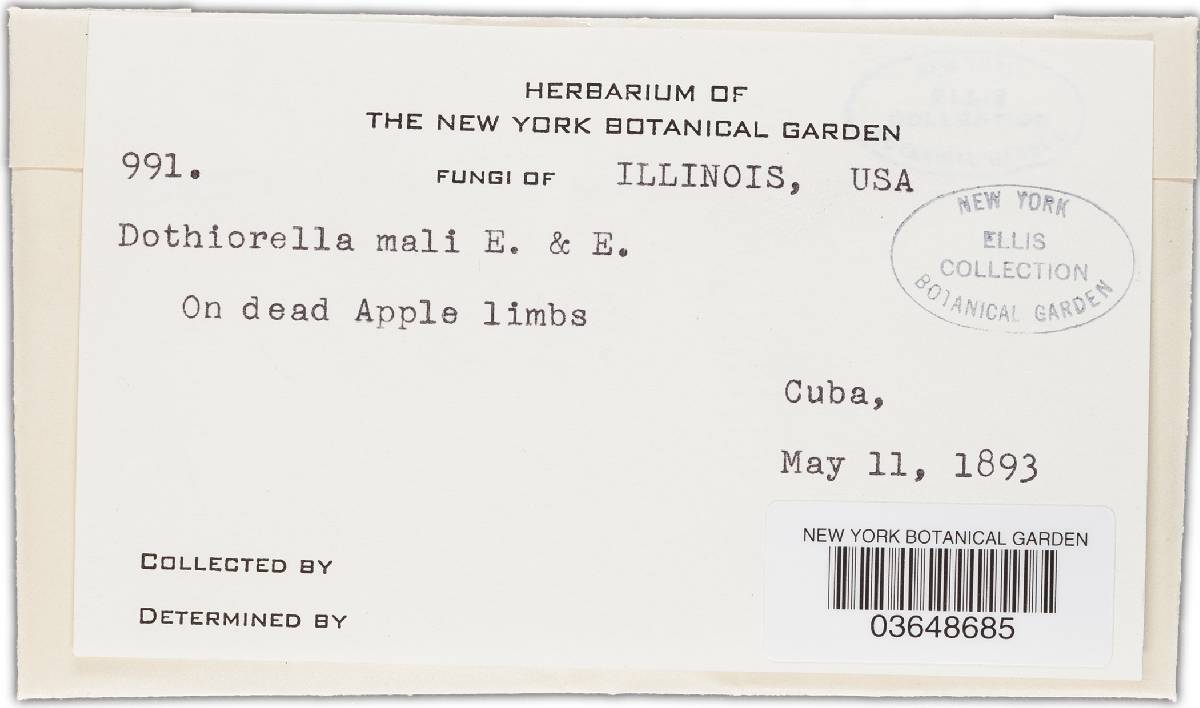 HERBARIUM OF
THE NEW YORK BOTANICAL GARDEN
991. FUNGI OF ILLINOIS, USA
Dothiorella mali E. & E.
On dead Apple limbs
NEW YORK
ELLIS
COLLECTION
BOTANICAL GARDEN
Cuba,
May 11, 1893
COLLECTED BY
DETERMINED BY
NEW YORK BOTANICAL GARDEN
03648685